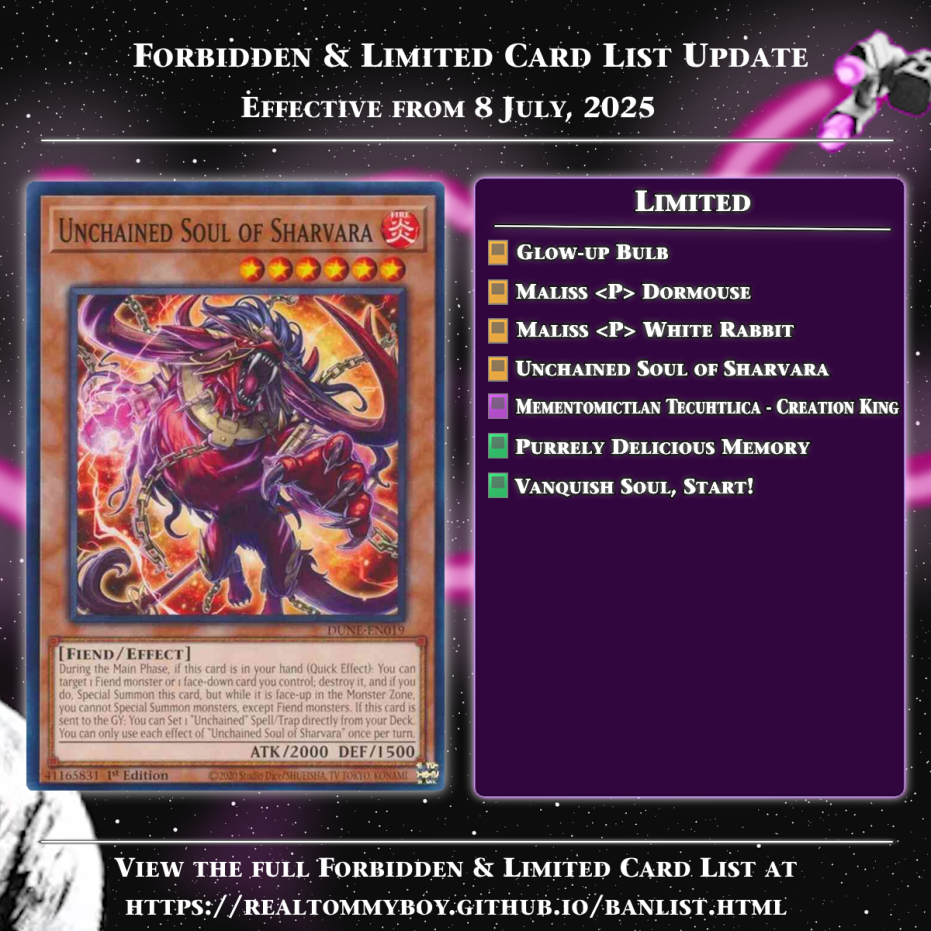 Forbidden & Limited Card List Update
Effective from 8 July, 2025
Unchained Soul of Sharvara
FIRE
炎
DUNE-EN019
[Fiend/Effect]
During the Main Phase, if this card is in your hand (Quick Effect): You can
target 1 Fiend monster or 1 face-down card you control; destroy it, and if you
do, Special Summon this card, but while it is face-up in the Monster Zone,
you cannot Special Summon monsters, except Fiend monsters. If this card is
sent to the GY: You can Set 1 "Unchained" Spell/Trap directly from your Deck.
You can only use each effect of "Unchained Soul of Sharvara" once per turn.
ATK/2000 DEF/1500
41165831 1st Edition
©2020 Studio Dice/SHUEISHA, TV TOKYO, KONAMI
Limited
Glow-up Bulb
Maliss <P> Dormouse
Maliss <P> White Rabbit
Unchained Soul of Sharvara
Mementomictlan Tecuhtlica - Creation King
Purrely Delicious Memory
Vanquish Soul, Start!
View the full Forbidden & Limited Card List at
https://realtommyboy.github.io/banlist.html